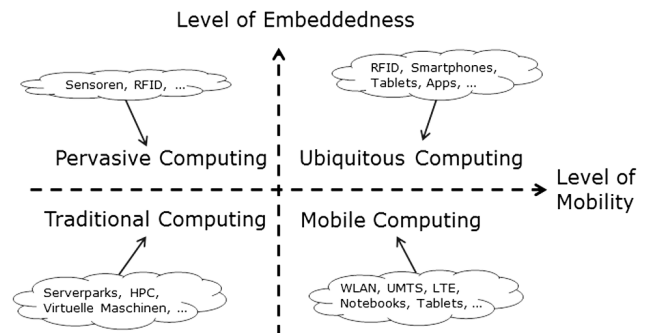 Level of Embeddedness
Sensoren, RFID, ...
RFID, Smartphones,
Tablets, Apps, ...
Pervasive Computing
Ubiquitous Computing
Level of
Mobility
Traditional Computing
Mobile Computing
Serverparks, HPC,
Virtuelle Maschinen, ...
WLAN, UMTS, LTE,
Notebooks, Tablets, ...